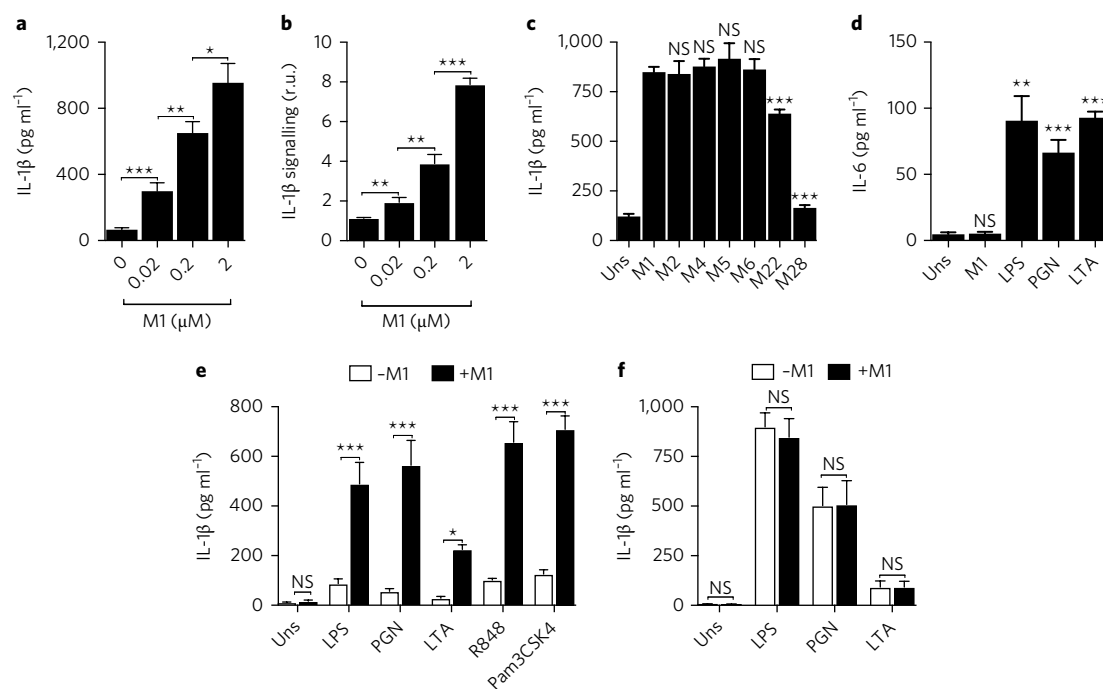 a
1,200
800
400
0
IL-1β (pg ml⁻¹)
***
**
*
0
0.02
0.2
2
M1 (μM)
b
10
8
6
4
2
0
IL-1β signalling (r.u.)
**
**
***
0
0.02
0.2
2
M1 (μM)
c
1,000
750
500
250
0
IL-1β (pg ml⁻¹)
NS
NS
NS
NS
***
***
Uns
M1
M2
M4
M5
M6
M22
M28
d
150
100
50
0
IL-6 (pg ml⁻¹)
NS
**
***
***
Uns
M1
LPS
PGN
LTA
e
-M1
+M1
800
600
400
200
0
IL-1β (pg ml⁻¹)
NS
***
***
*
***
***
Uns
LPS
PGN
LTA
R848
Pam3CSK4
f
-M1
+M1
1,000
750
500
250
0
IL-1β (pg ml⁻¹)
NS
NS
NS
NS
Uns
LPS
PGN
LTA